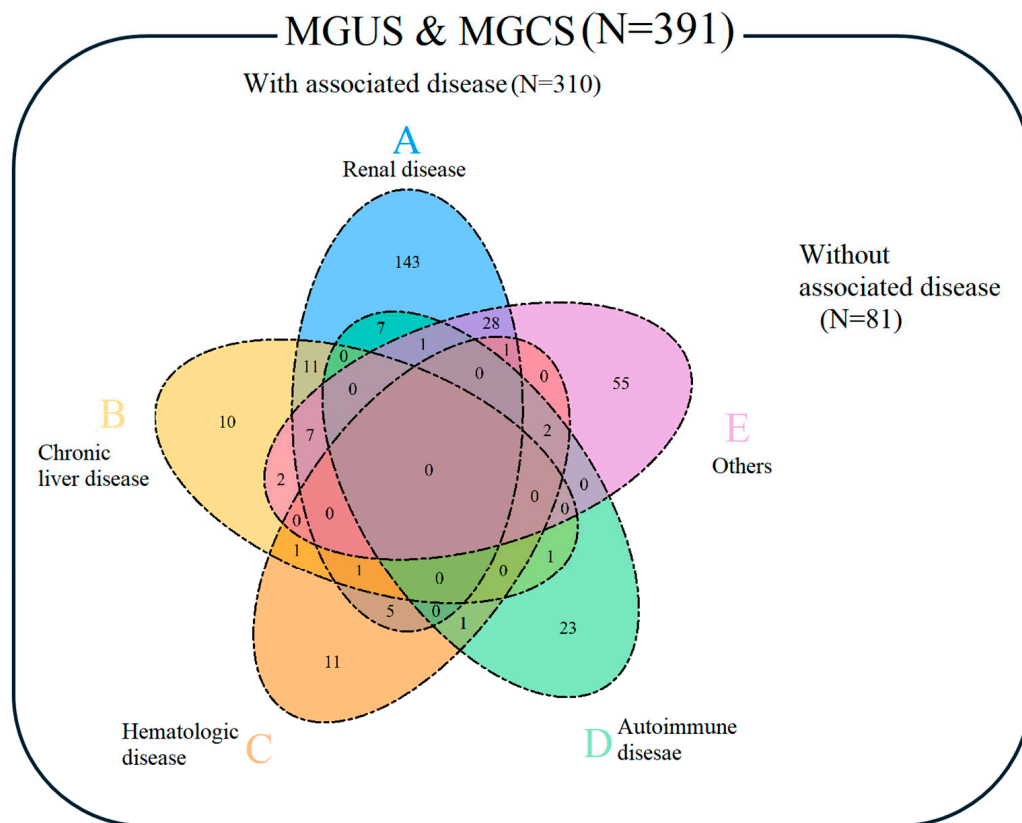 MGUS & MGCS (N=391)
With associated disease (N=310)
A
Renal disease
143
Without
associated disease
(N=81)
7
28
1
1
11
0
0
0
55
0
B
10
7
2
E
Chronic
liver disease
Others
0
2
0
0
0
0
0
0
1
1
1
0
0
5
0
1
23
11
Hematologic
disease
C
D
Autoimmune
disesae